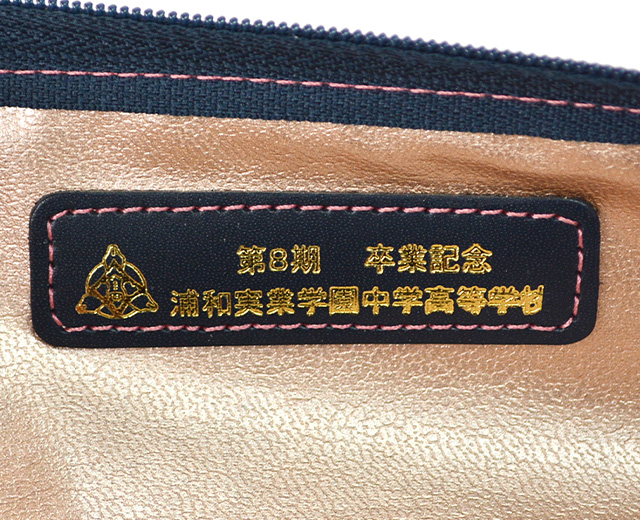 第8期 卒業記念
浦和実業学園中学高等学校